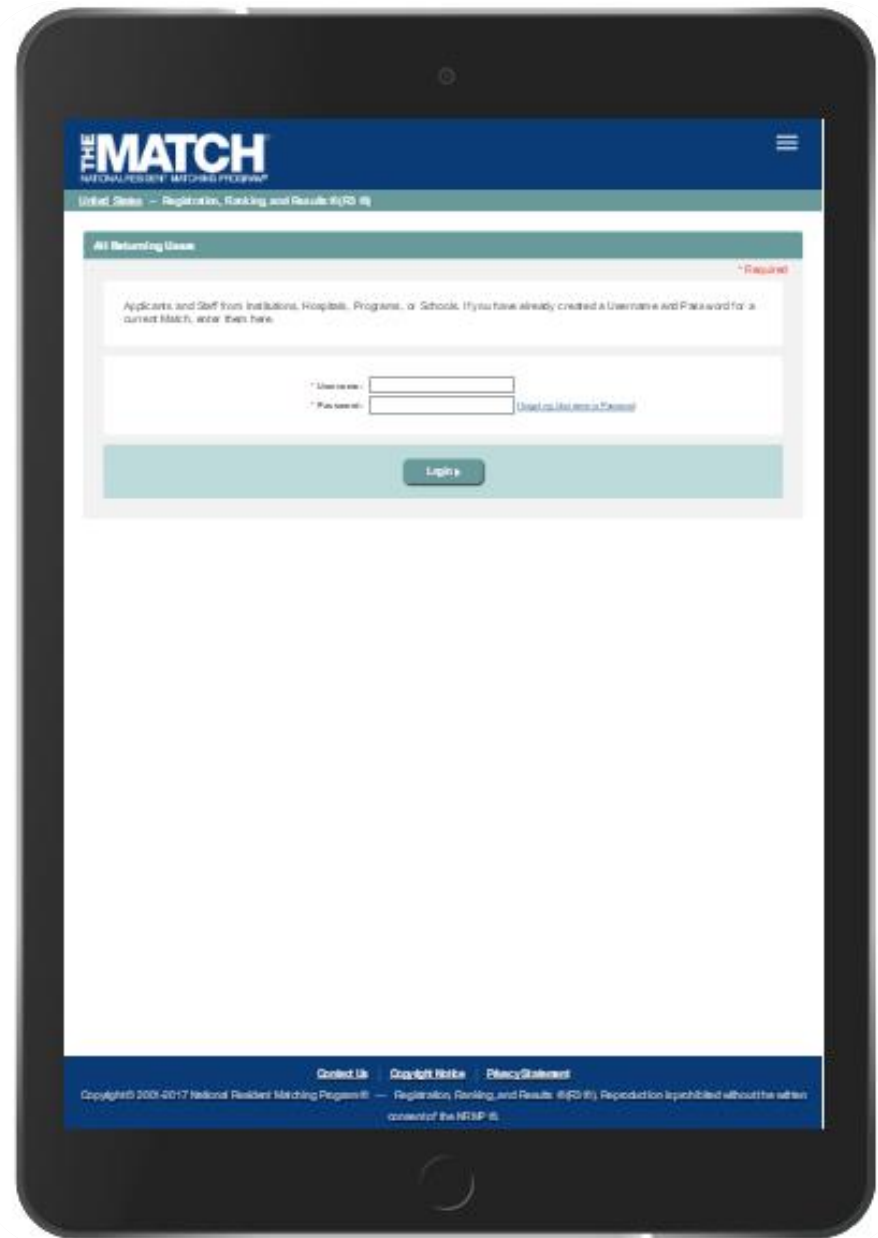 THE MATCH®
NATIONAL RESIDENT MATCHING PROGRAM®
United States – Registration, Ranking, and Results ®(R3 ®)
All Returning Users
* Required
Applicants and Staff from Institutions, Hospitals, Programs, or Schools. If you have already created a Username and Password for a
current Match, enter them here.
* Username:
* Password: Forgot my Username or Password
Login
Contact Us Copyright Notice Privacy Statement
Copyright© 2001-2017 National Resident Matching Program® — Registration, Ranking, and Results ®(R3 ®), Reproduction is prohibited without the written
consent of the NRMP ®.